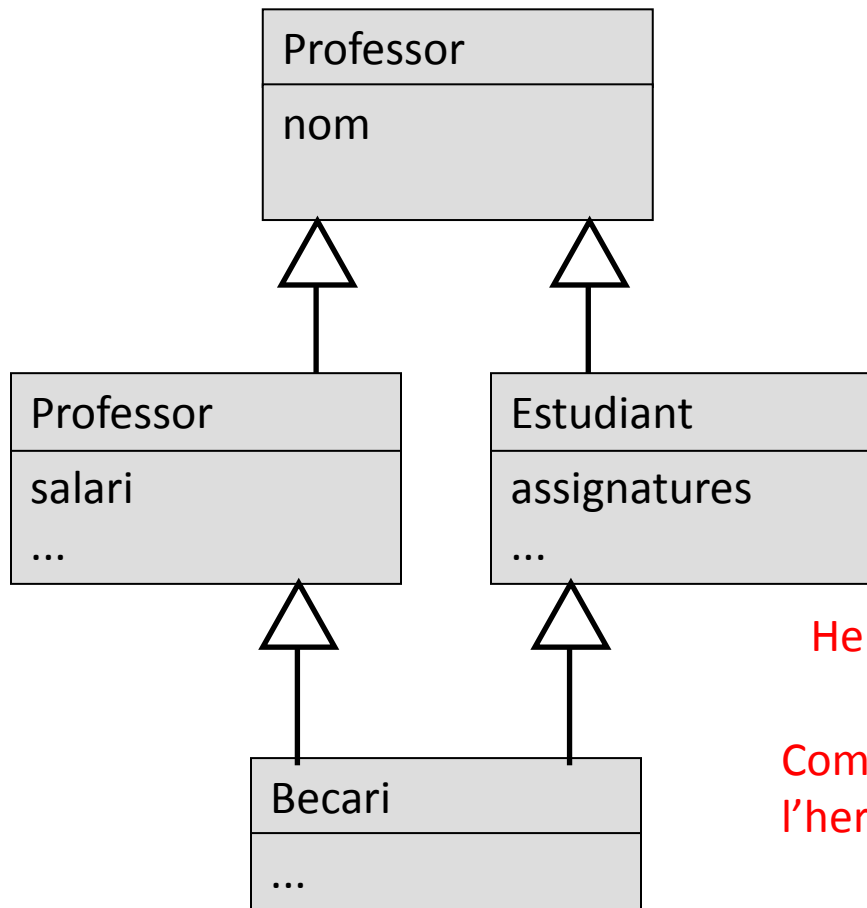 Professor
nom
Professor
salari
...
Estudiant
assignatures
...
He
Com
l’her
Becari
...